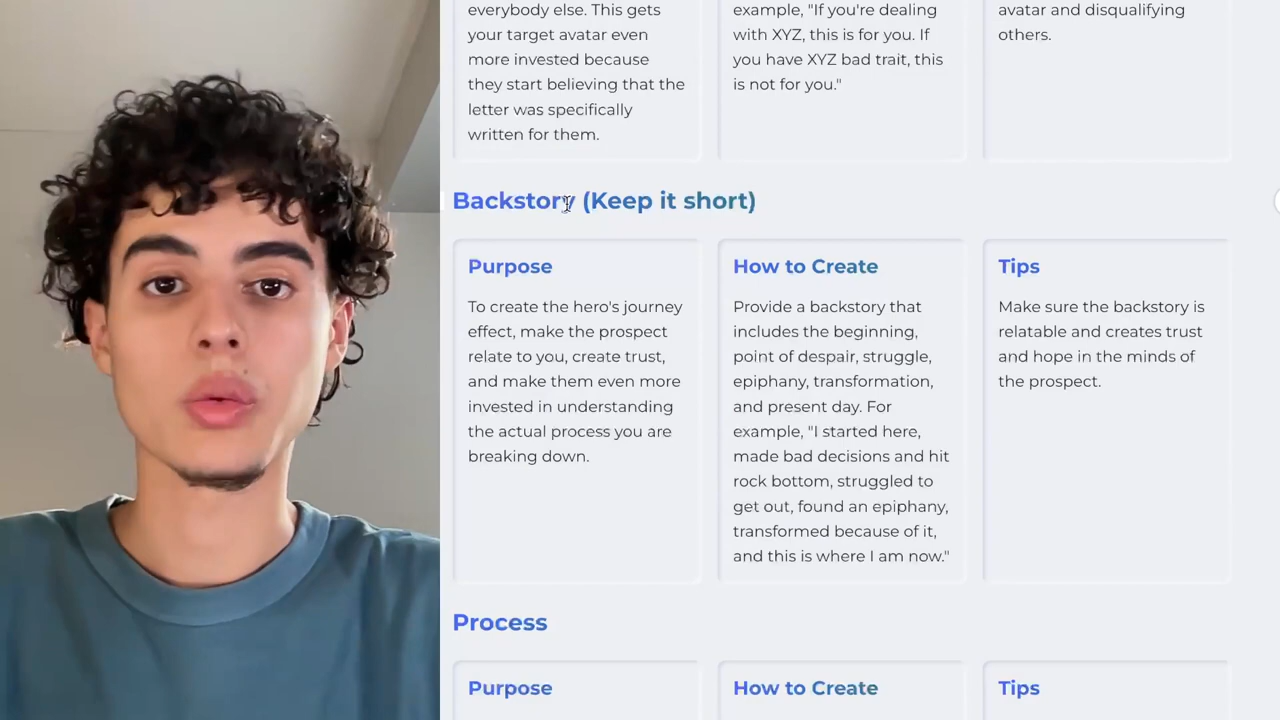 everybody else. This gets
your target avatar even
more invested because
they start believing that the
letter was specifically
written for them.
example, "If you're dealing
with XYZ, this is for you. If
you have XYZ bad trait, this
is not for you."
avatar and disqualifying
others.
Backstory (Keep it short)
Purpose
To create the hero's journey
effect, make the prospect
relate to you, create trust,
and make them even more
invested in understanding
the actual process you are
breaking down.
How to Create
Provide a backstory that
includes the beginning,
point of despair, struggle,
epiphany, transformation,
and present day. For
example, "I started here,
made bad decisions and hit
rock bottom, struggled to
get out, found an epiphany,
transformed because of it,
and this is where I am now."
Tips
Make sure the backstory is
relatable and creates trust
and hope in the minds of
the prospect.
Process
Purpose
How to Create
Tips